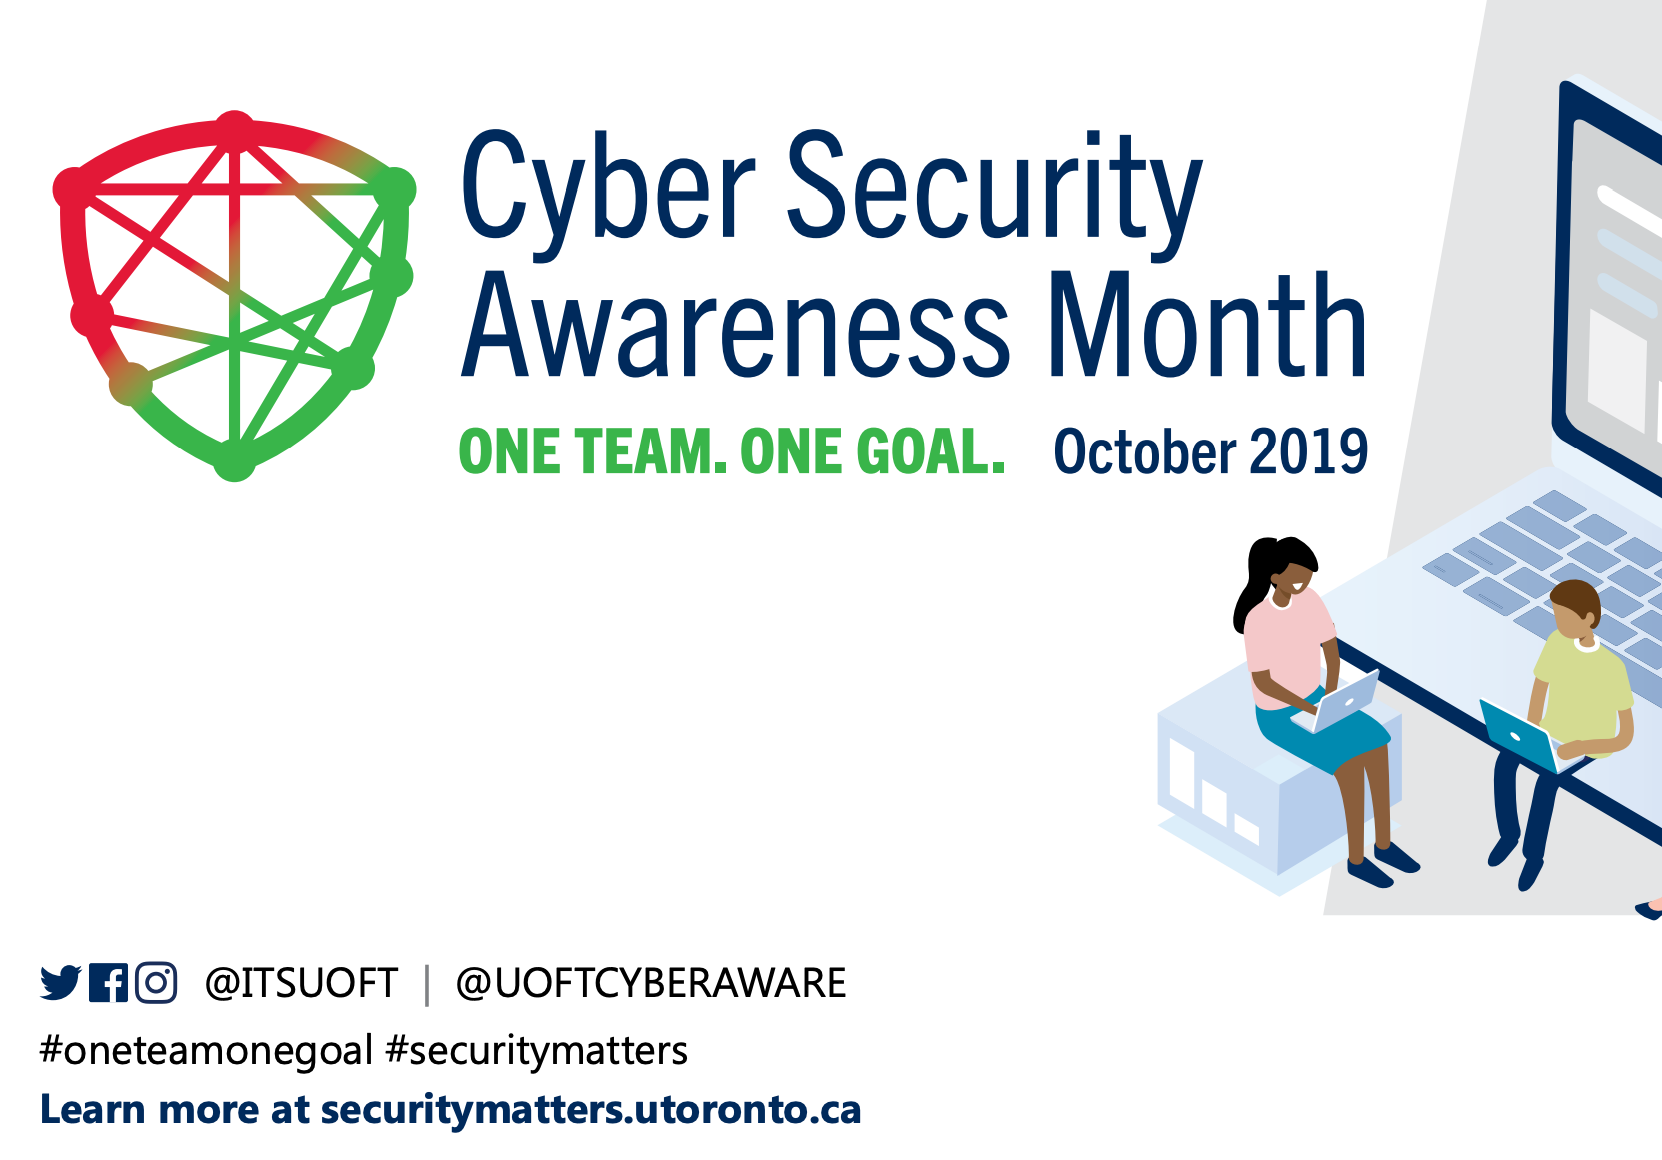 Cyber Security
Awareness Month
ONE TEAM. ONE GOAL. October 2019
@ITSUOFT | @UOFTCYBERAWARE
#oneteamonegoal #securitymatters
Learn more at securitymatters.utoronto.ca